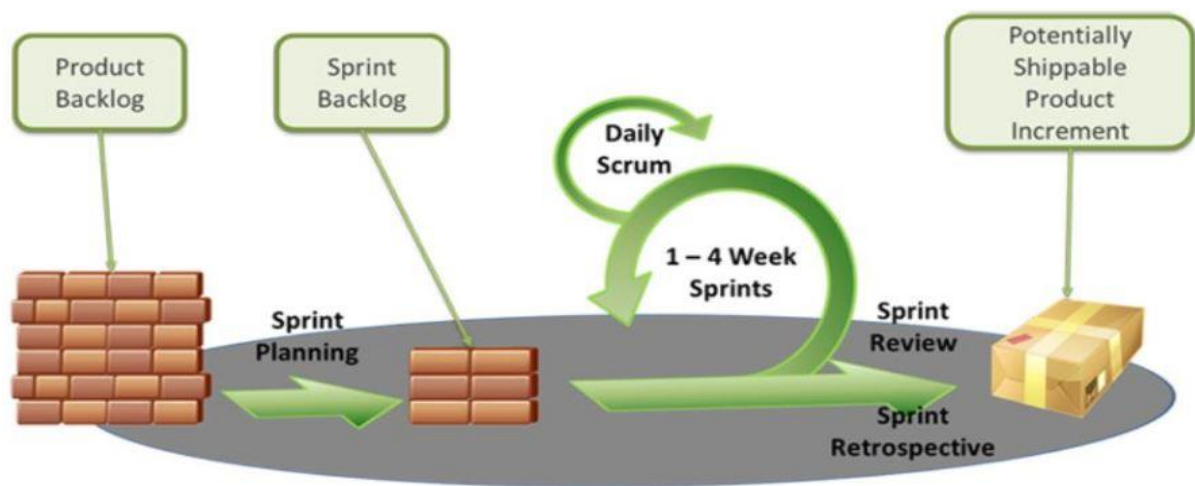 Product
Backlog
Sprint
Backlog
Potentially
Shippable
Product
Increment
Daily
Scrum
1 – 4 Week
Sprints
Sprint
Planning
Sprint
Review
Sprint
Retrospective